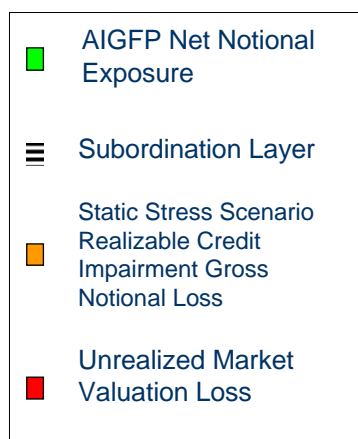 AIGFP Net Notional
Exposure
Subordination Layer
Static Stress Scenario
Realizable Credit
Impairment Gross
Notional Loss
Unrealized Market
Valuation Loss